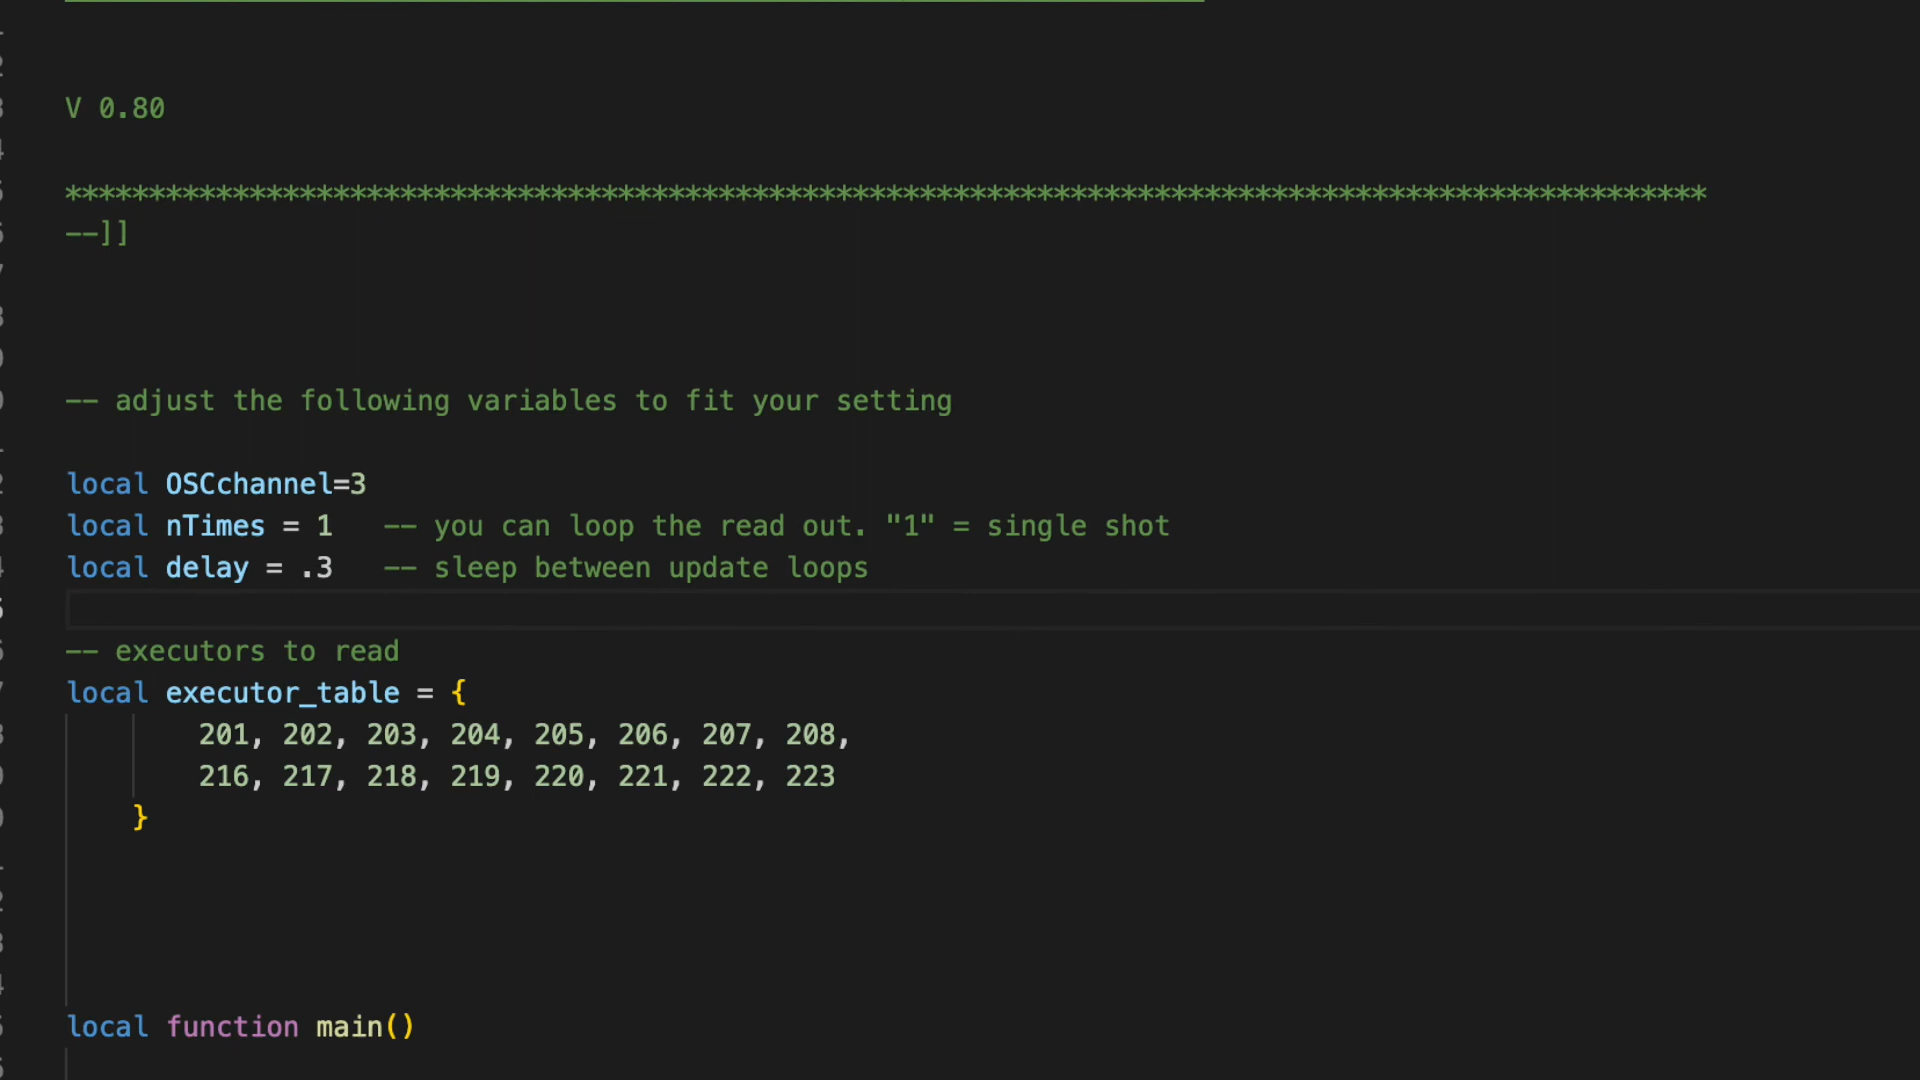 V 0.80
**************************************************************************************************
--]]
-- adjust the following variables to fit your setting
local OSCchannel=3
local nTimes = 1   -- you can loop the read out. "1" = single shot
local delay = .3   -- sleep between update loops
-- executors to read
local executor_table = {
201, 202, 203, 204, 205, 206, 207, 208,
216, 217, 218, 219, 220, 221, 222, 223
}
local function main()